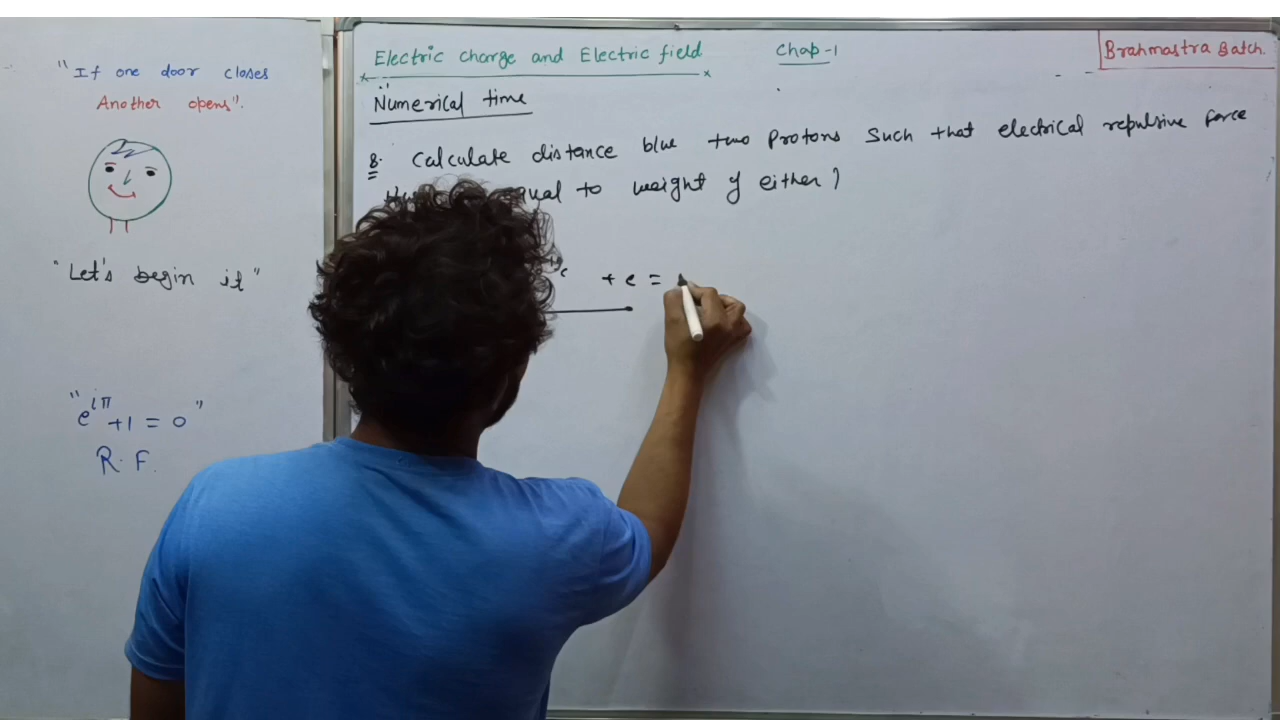 "If one door closes
Another opens".
"Let's begin it"
"e^iπ + 1 = 0"
R. F.
Electric charge and Electric field
Chap-1
Brahmastra Batch.
Numerical time
Q. Calculate distance b/w two protons such that electrical repulsive force
equal to weight of either?
+e =